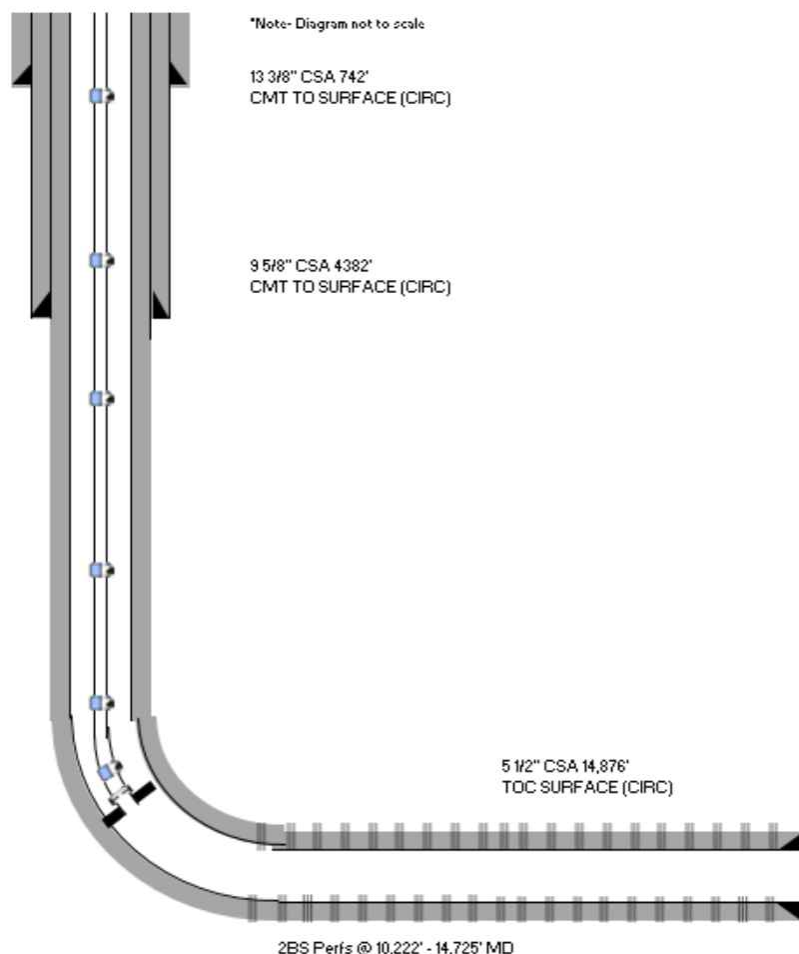 *Note- Diagram not to scale
13 3/8" CSA 742'
CMT TO SURFACE (CIRC)
9 5/8" CSA 4382'
CMT TO SURFACE (CIRC)
5 1/2" CSA 14,876'
TOC SURFACE (CIRC)
2BS Perfs @ 10,222' - 14,725' MD